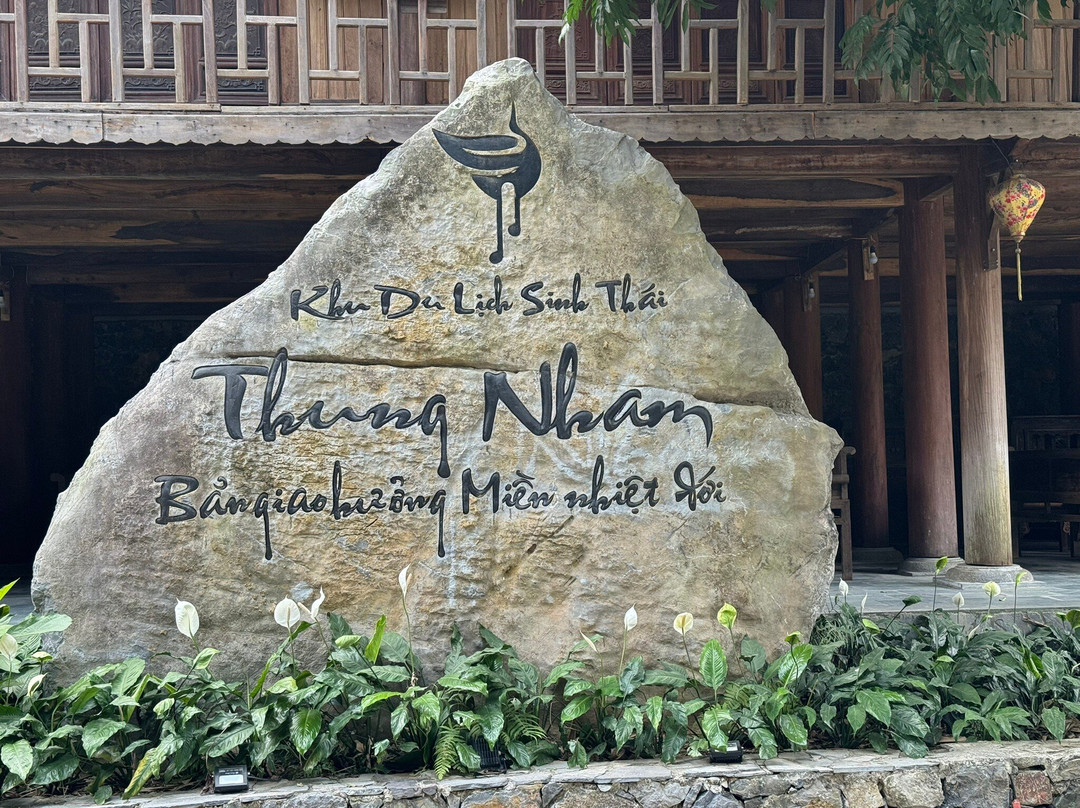 Khu Du Lịch Sinh Thái
Thung Nham
Bản giao hưởng Miền nhiệt đới